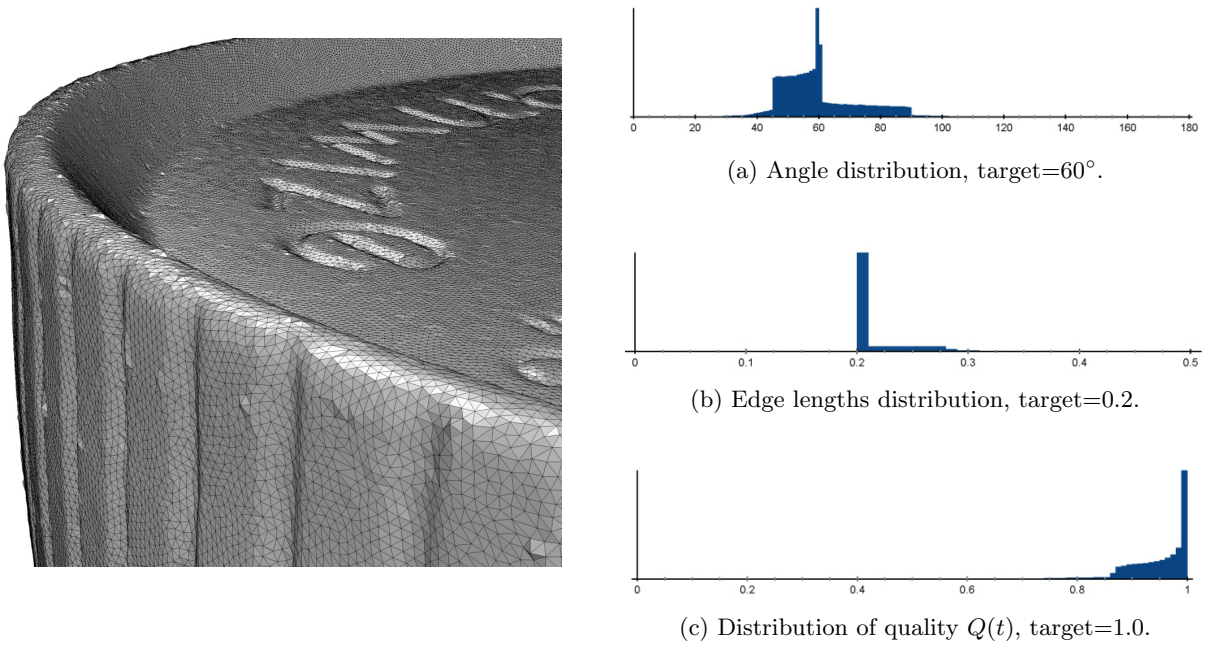 0 20 40 60 80 100 120 140 160 180
(a) Angle distribution, target=60°.
0 0.1 0.2 0.3 0.4 0.5
(b) Edge lengths distribution, target=0.2.
0 0.2 0.4 0.6 0.8 1
(c) Distribution of quality Q(t), target=1.0.